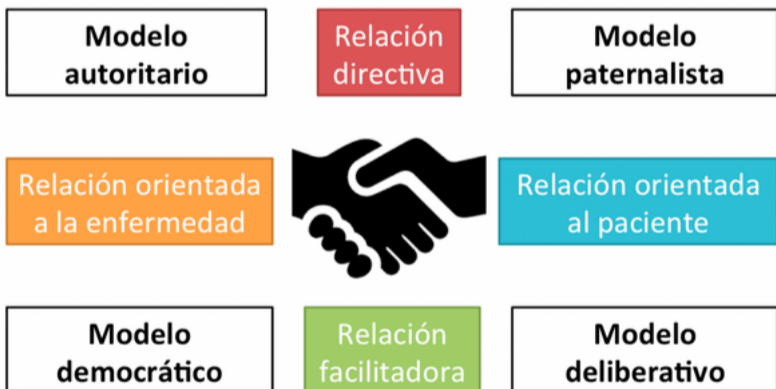 Modelo
autoritario
Relación
directiva
Modelo
paternalista
Relación orientada
a la enfermedad
Relación orientada
al paciente
Modelo
democrático
Relación
facilitadora
Modelo
deliberativo